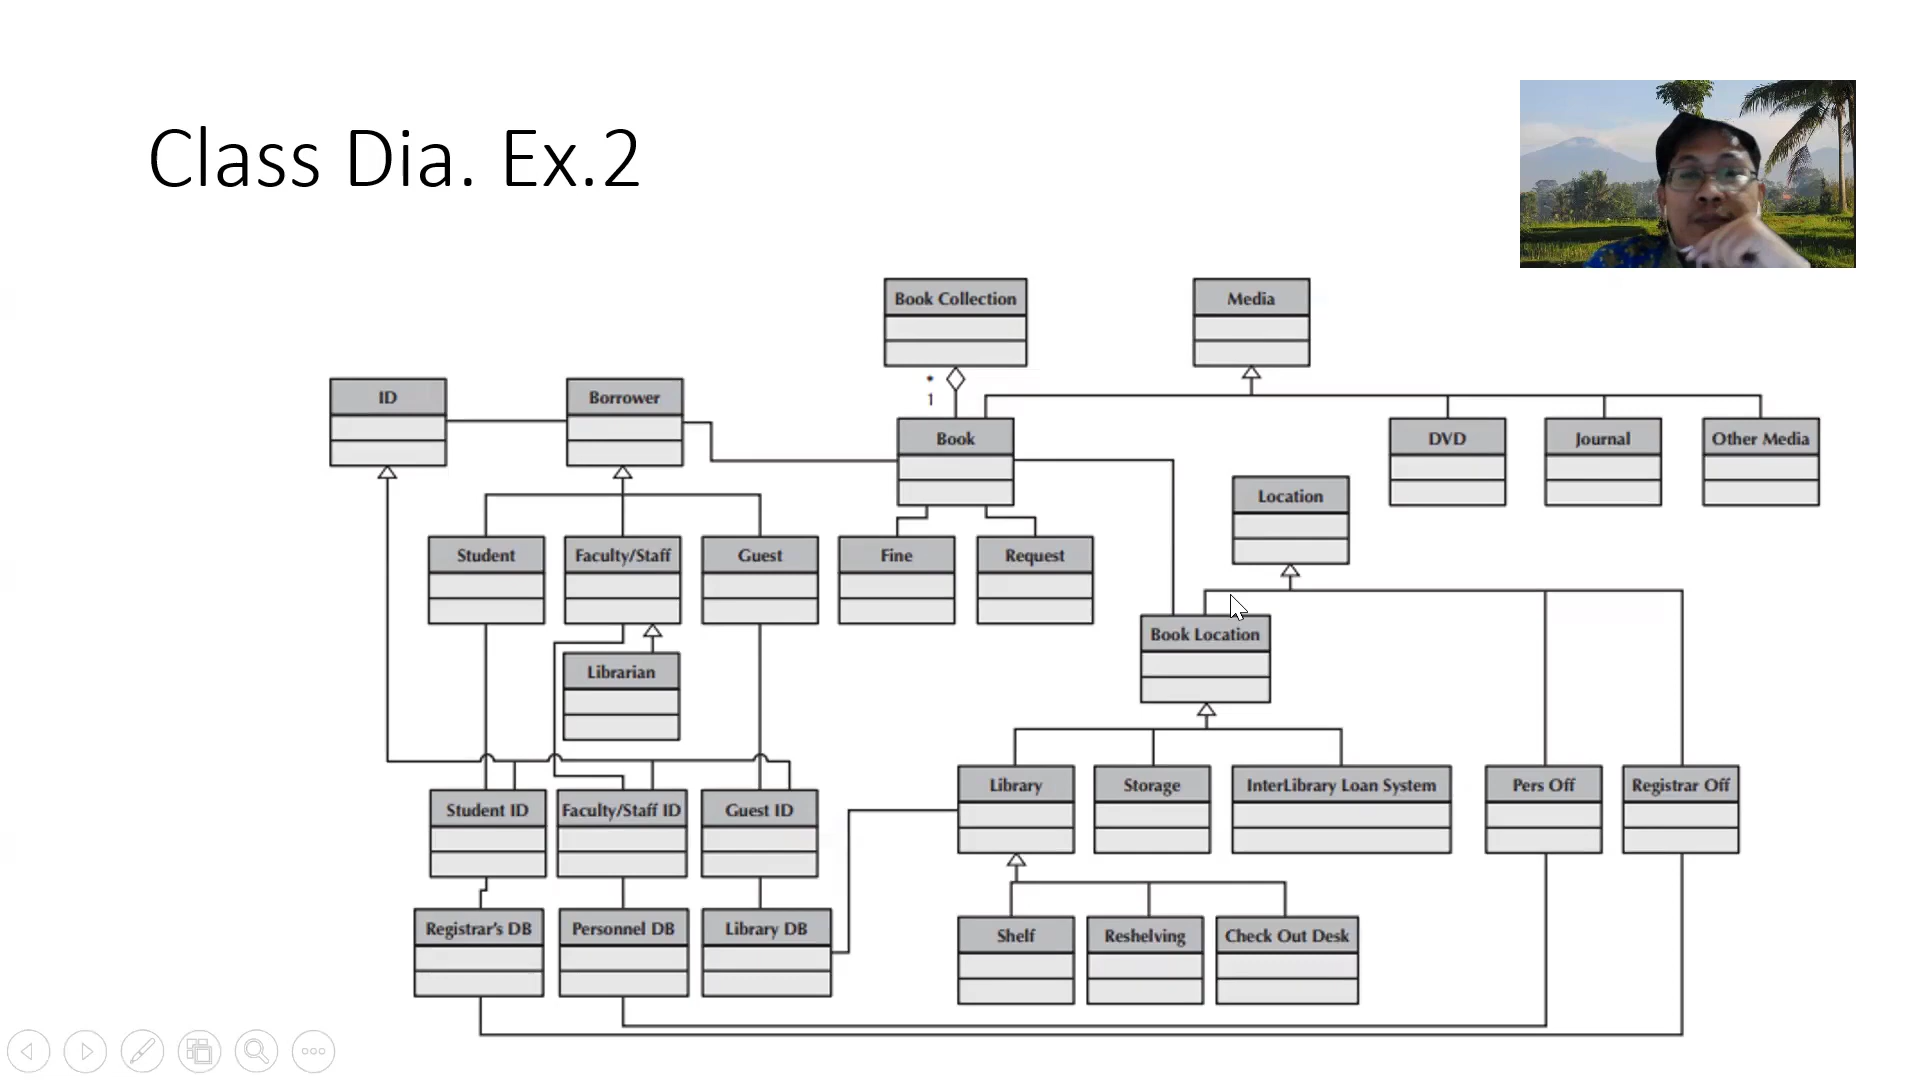 Class Dia. Ex.2
Book Collection
Media
*
1
ID
Borrower
Book
DVD
Journal
Other Media
Location
Student
Faculty/Staff
Guest
Fine
Request
Book Location
Librarian
Library
Storage
InterLibrary Loan System
Pers Off
Registrar Off
Student ID
Faculty/Staff ID
Guest ID
Registrar's DB
Personnel DB
Library DB
Shelf
Reshelving
Check Out Desk